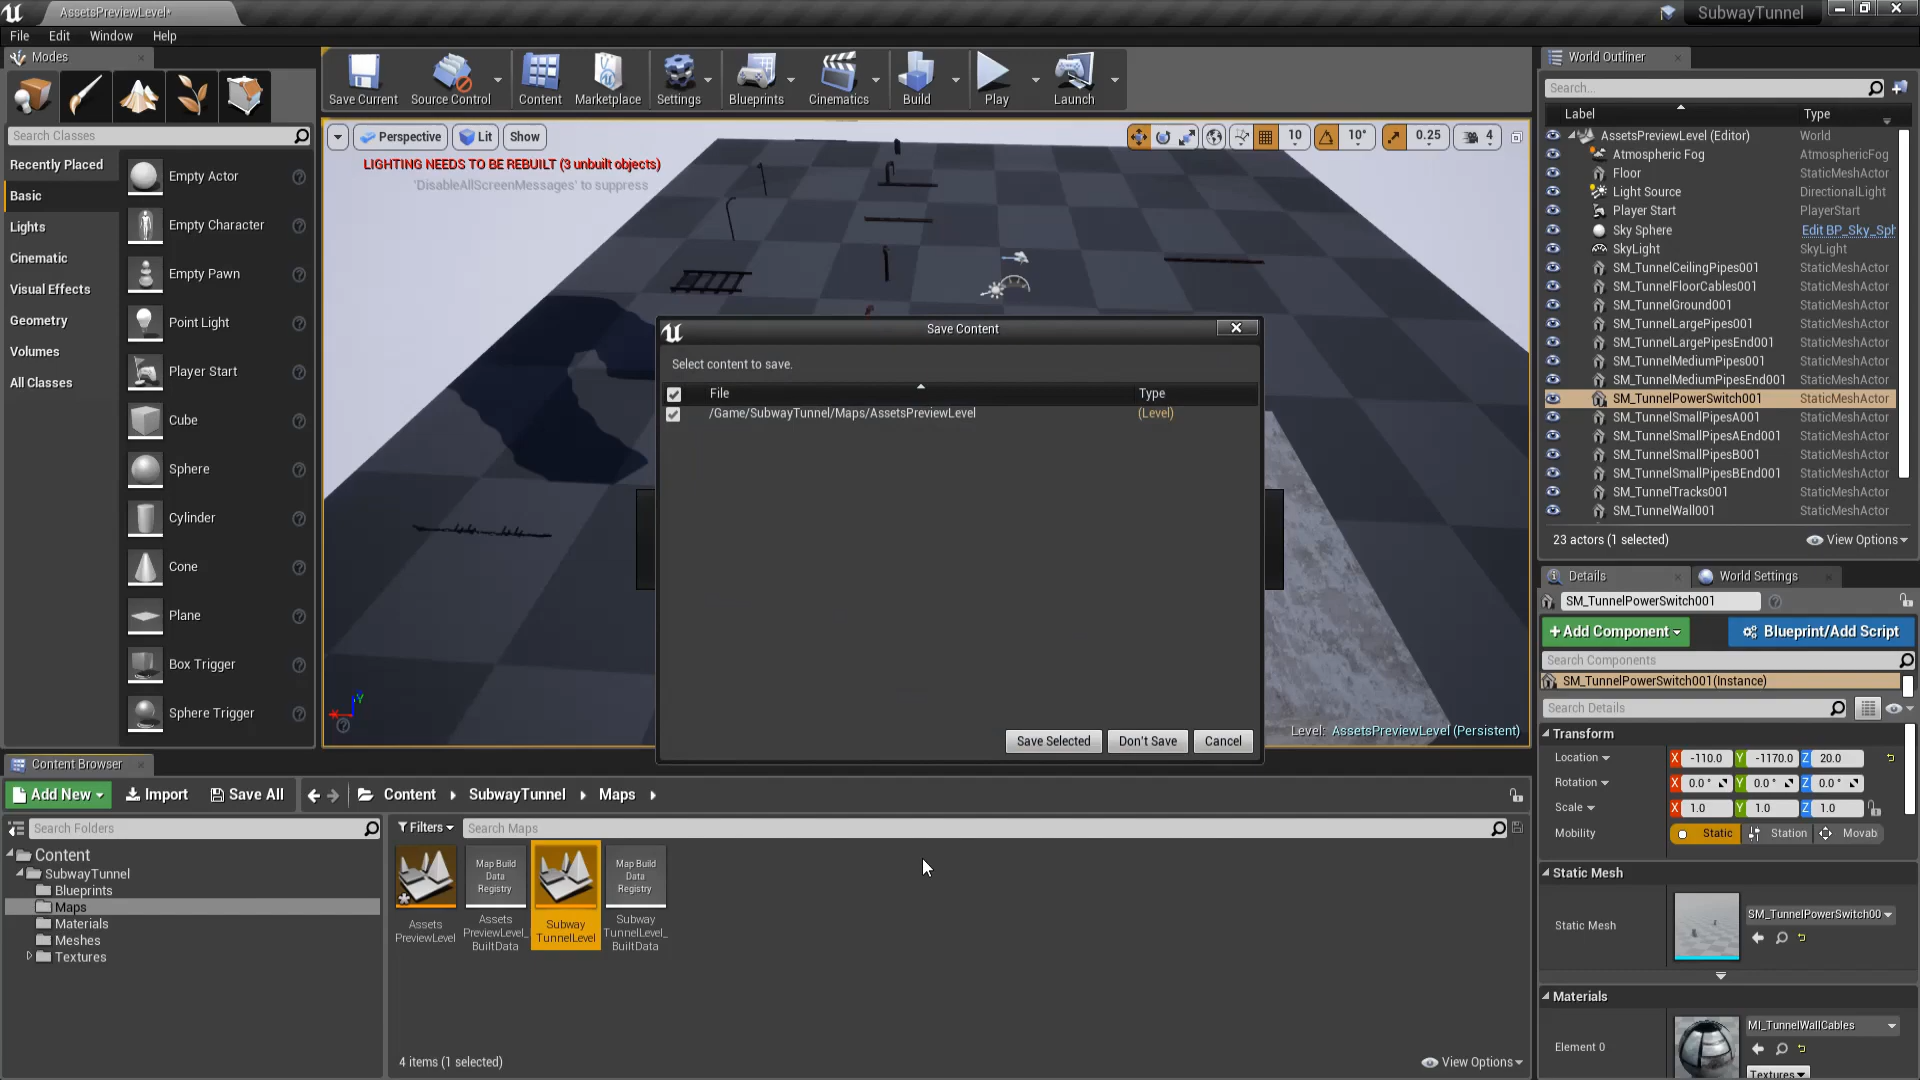 AssetsPreviewLevel*
SubwayTunnel
File Edit Window Help
Modes
Search Classes
Recently Placed
Basic
Lights
Cinematic
Visual Effects
Geometry
Volumes
All Classes
Empty Actor
Empty Character
Empty Pawn
Point Light
Player Start
Cube
Sphere
Cylinder
Cone
Plane
Box Trigger
Sphere Trigger
Save Current Source Control Content Marketplace Settings Blueprints Cinematics Build Play Launch
Perspective Lit Show
10 10° 0.25 4
LIGHTING NEEDS TO BE REBUILT (3 unbuilt objects)
'DisableAllScreenMessages' to suppress
Save Content
Select content to save.
File Type
/Game/SubwayTunnel/Maps/AssetsPreviewLevel (Level)
Save Selected Don't Save Cancel
Level: AssetsPreviewLevel (Persistent)
World Outliner
Search...
Label Type
AssetsPreviewLevel (Editor) World
Atmospheric Fog AtmosphericFog
Floor StaticMeshActor
Light Source DirectionalLight
Player Start PlayerStart
Sky Sphere Edit BP_Sky_Sph
SkyLight SkyLight
SM_TunnelCeilingPipes001 StaticMeshActor
SM_TunnelFloorCables001 StaticMeshActor
SM_TunnelGround001 StaticMeshActor
SM_TunnelLargePipes001 StaticMeshActor
SM_TunnelLargePipesEnd001 StaticMeshActor
SM_TunnelMediumPipes001 StaticMeshActor
SM_TunnelMediumPipesEnd001 StaticMeshActor
SM_TunnelPowerSwitch001 StaticMeshActor
SM_TunnelSmallPipesA001 StaticMeshActor
SM_TunnelSmallPipesAEnd001 StaticMeshActor
SM_TunnelSmallPipesB001 StaticMeshActor
SM_TunnelSmallPipesBEnd001 StaticMeshActor
SM_TunnelTracks001 StaticMeshActor
SM_TunnelWall001 StaticMeshActor
23 actors (1 selected) View Options
Details World Settings
SM_TunnelPowerSwitch001
+Add Component Blueprint/Add Script
Search Components
SM_TunnelPowerSwitch001(Instance)
Search Details
Transform
Location X -110.0 Y -1170.0 Z 20.0
Rotation X 0.0 ° Y 0.0 ° Z 0.0 °
Scale X 1.0 Y 1.0 Z 1.0
Mobility Static Station Movab
Static Mesh
Static Mesh SM_TunnelPowerSwitch00
Materials
Element 0 MI_TunnelWallCables
Textures
Content Browser
Add New Import Save All Content SubwayTunnel Maps
Search Folders
Content
SubwayTunnel
Blueprints
Maps
Materials
Meshes
Textures
Filters Search Maps
Assets
PreviewLevel
Map Build
Data
Registry
Assets
PreviewLevel_
BuiltData
Subway
TunnelLevel
Map Build
Data
Registry
Subway
TunnelLevel_
BuiltData
4 items (1 selected) View Options